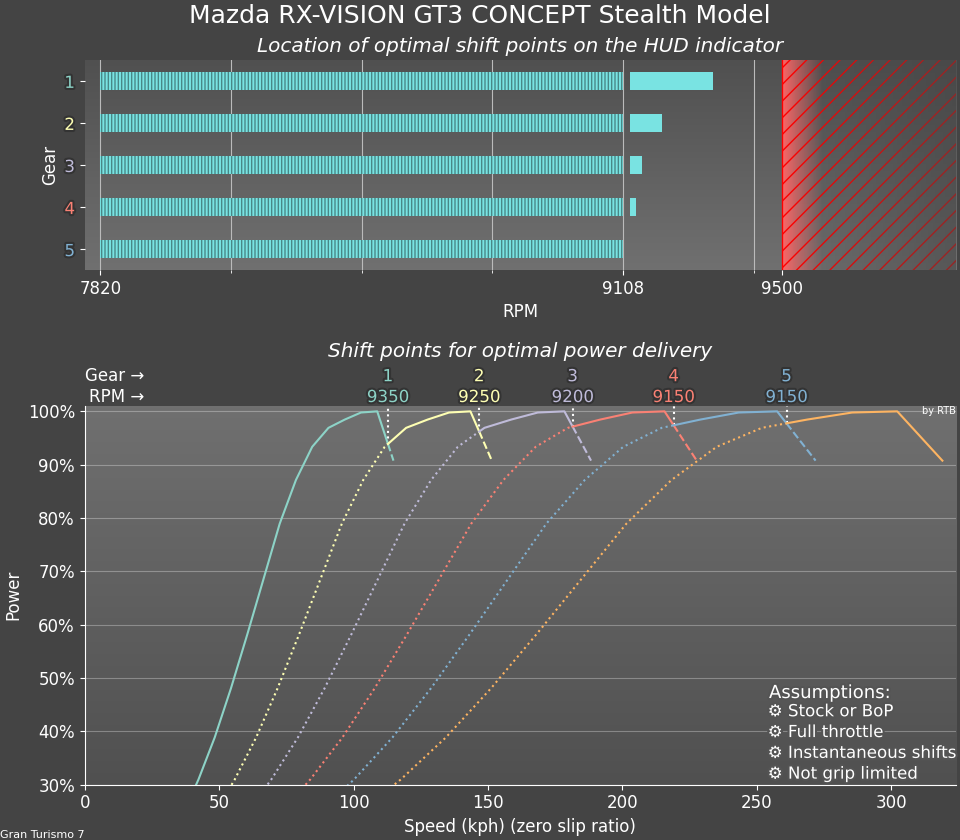 Mazda RX-VISION GT3 CONCEPT Stealth Model
Location of optimal shift points on the HUD indicator
Gear
1
2
3
4
5
7820 9108 9500
RPM
Shift points for optimal power delivery
Gear → 1 2 3 4 5
RPM → 9350 9250 9200 9150 9150
by RTB
Power
100%
90%
80%
70%
60%
50%
40%
30%
Assumptions:
⚙ Stock or BoP
⚙ Full throttle
⚙ Instantaneous shifts
⚙ Not grip limited
0 50 100 150 200 250 300
Speed (kph) (zero slip ratio)
Gran Turismo 7